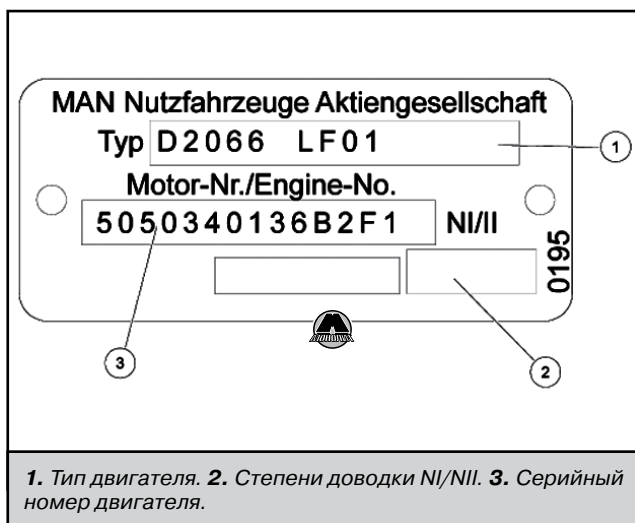 MAN Nutzfahrzeuge Aktiengesellschaft
Typ D2066 LF01
1
Motor-Nr./Engine-No.
5050340136B2F1 NI/II
0195
3
2
1. Тип двигателя. 2. Степени доводки NI/NII. 3. Серийный
номер двигателя.